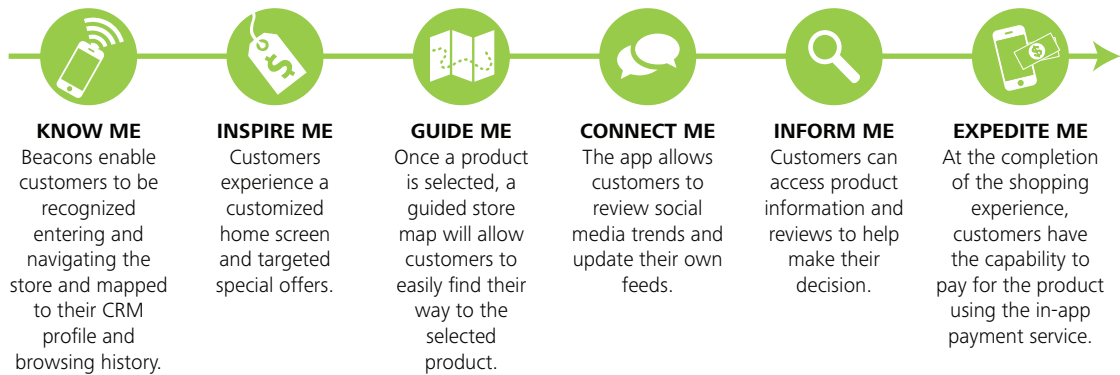 KNOW ME
Beacons enable
customers to be
recognized
entering and
navigating the
store and mapped
to their CRM
profile and
browsing history.
INSPIRE ME
Customers
experience a
customized
home screen
and targeted
special offers.
GUIDE ME
Once a product
is selected, a
guided store
map will allow
customers to
easily find their
way to the
selected
product.
CONNECT ME
The app allows
customers to
review social
media trends and
update their own
feeds.
INFORM ME
Customers can
access product
information and
reviews to help
make their
decision.
EXPEDITE ME
At the completion
of the shopping
experience,
customers have
the capability to
pay for the product
using the in-app
payment service.